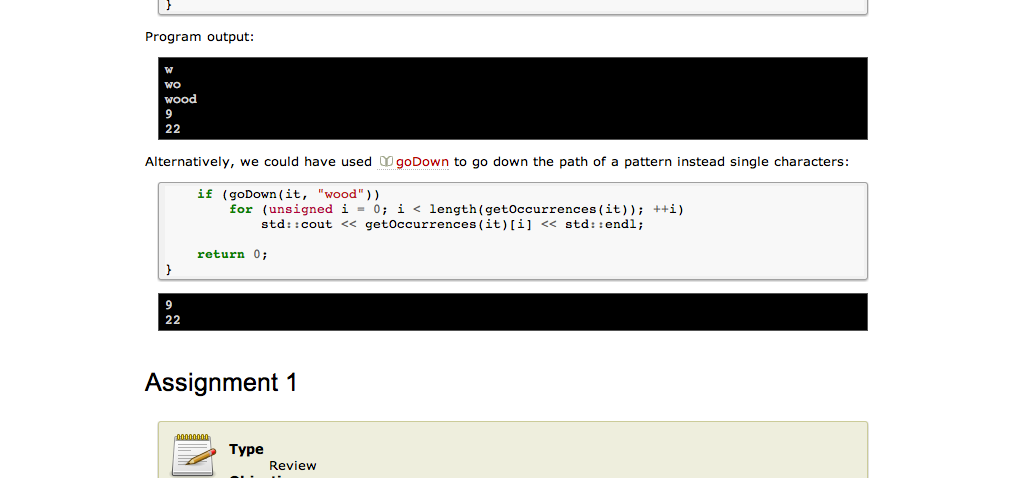 }
Program output:
w
wo
wood
9
22
Alternatively, we could have used goDown to go down the path of a pattern instead single characters:
if (goDown(it, "wood"))
for (unsigned i = 0; i < length(getOccurrences(it)); ++i)
std::cout << getOccurrences(it)[i] << std::endl;
return 0;
}
9
22
Assignment 1
Type
Review